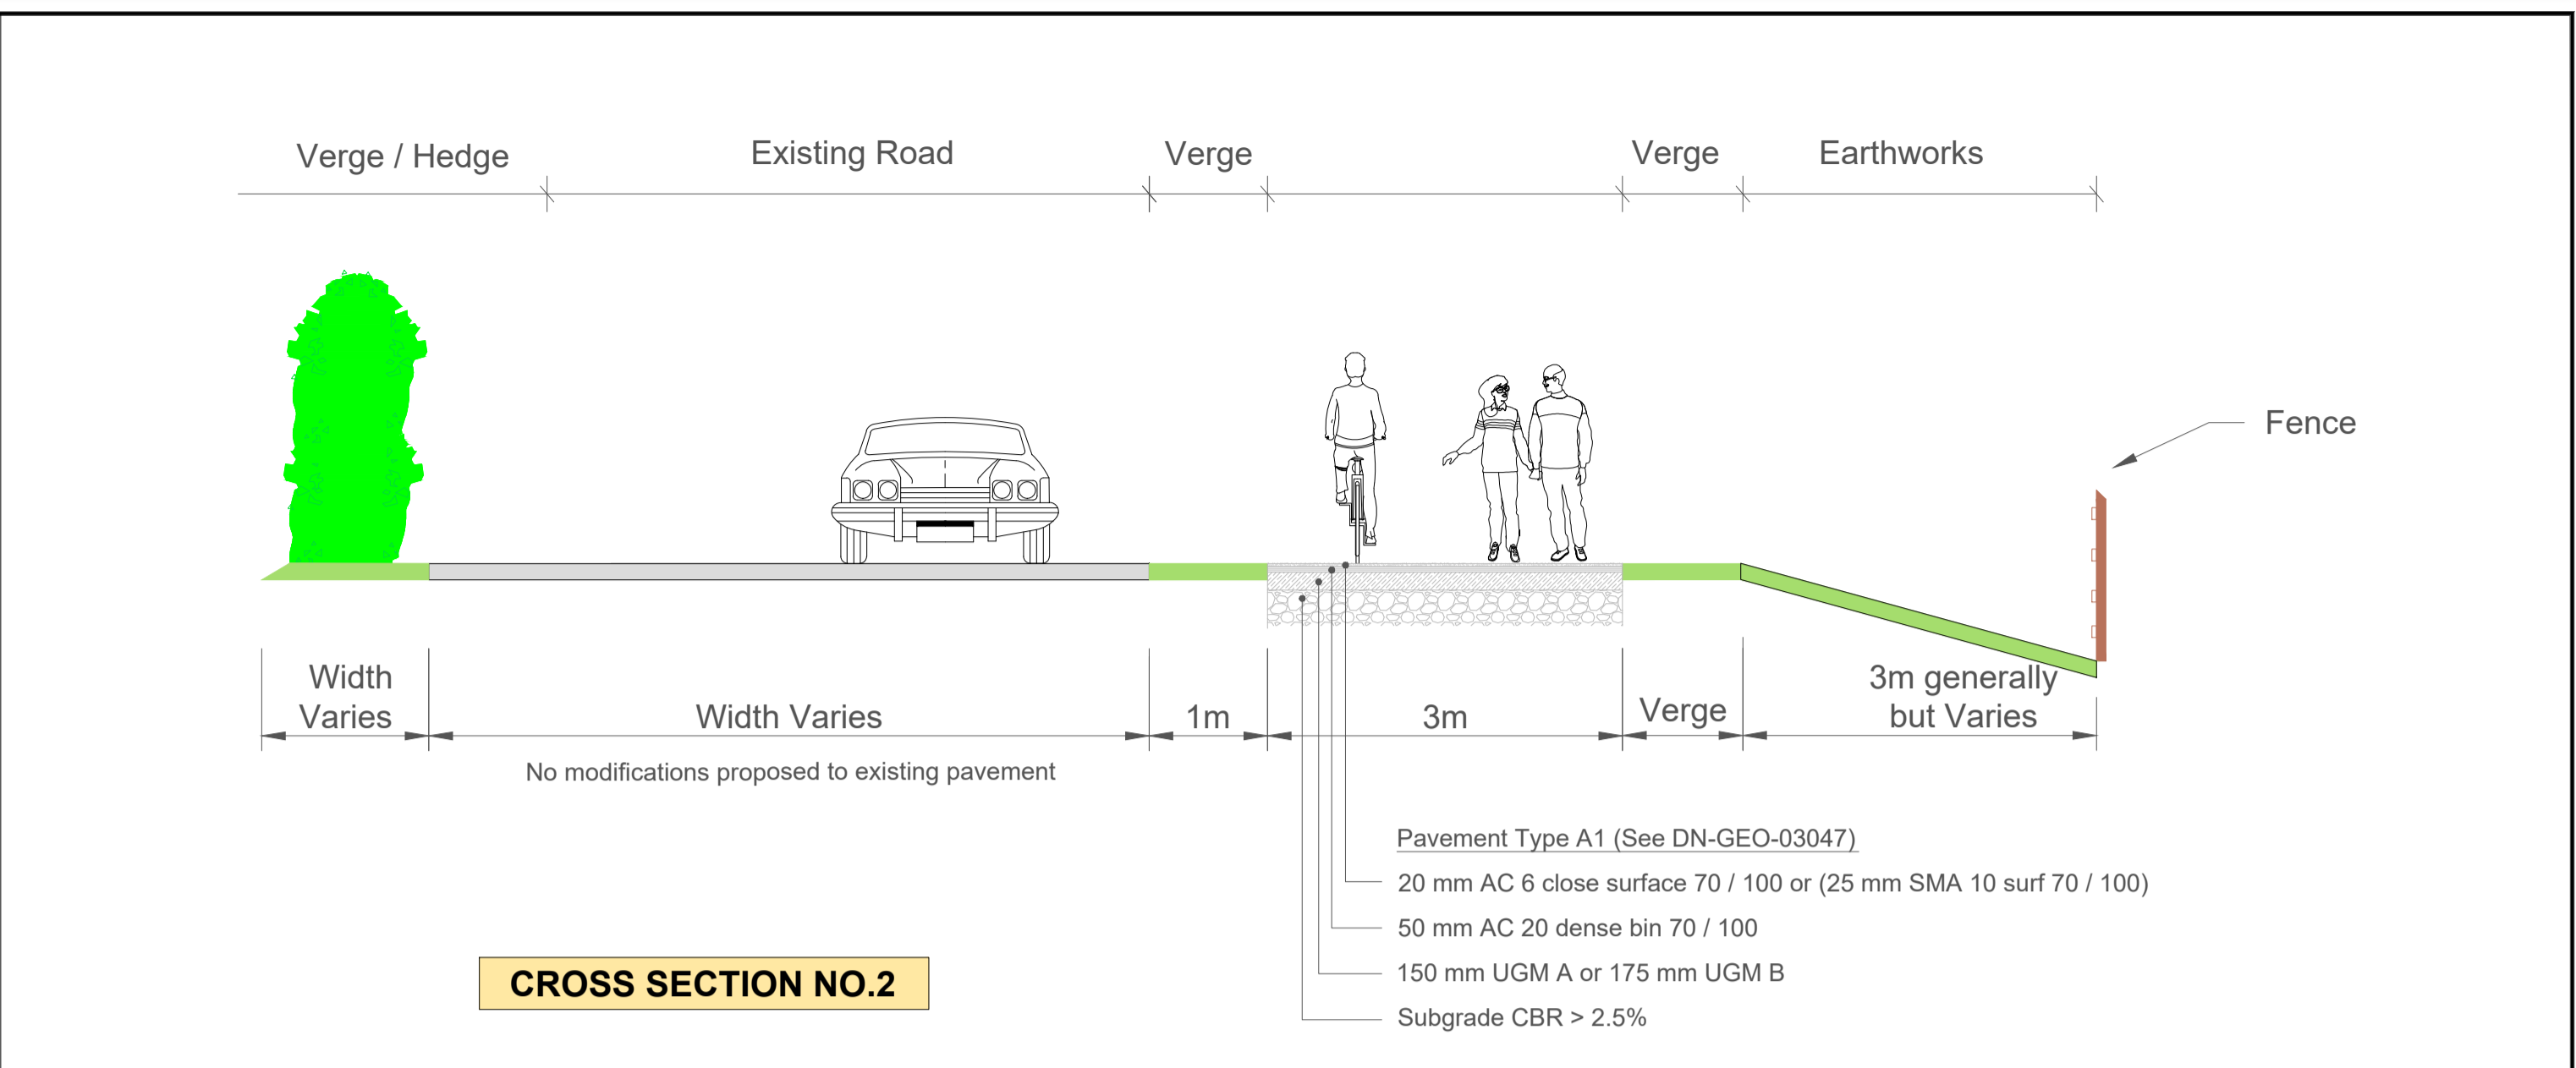 Verge / Hedge
Existing Road
Verge
Verge
Earthworks
Fence
Width
Varies
Width Varies
1m
3m
Verge
3m generally
but Varies
No modifications proposed to existing pavement
Pavement Type A1 (See DN-GEO-03047)
20 mm AC 6 close surface 70 / 100 or (25 mm SMA 10 surf 70 / 100)
50 mm AC 20 dense bin 70 / 100
150 mm UGM A or 175 mm UGM B
Subgrade CBR > 2.5%
CROSS SECTION NO.2